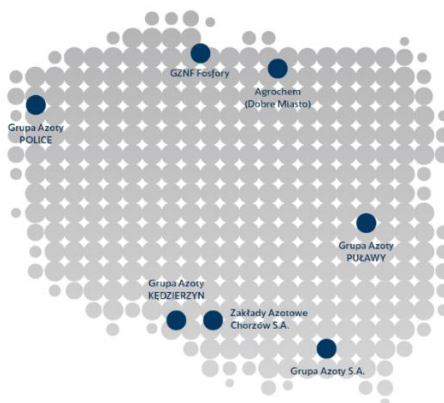 GZNF Fosfory
Agrochem
(Dobre Miasto)
Grupa Azoty
POLICE
Grupa Azoty
PUŁAWY
Grupa Azoty
KĘDZIERZYN
Zakłady Azotowe
Chorzów S.A.
Grupa Azoty S.A.